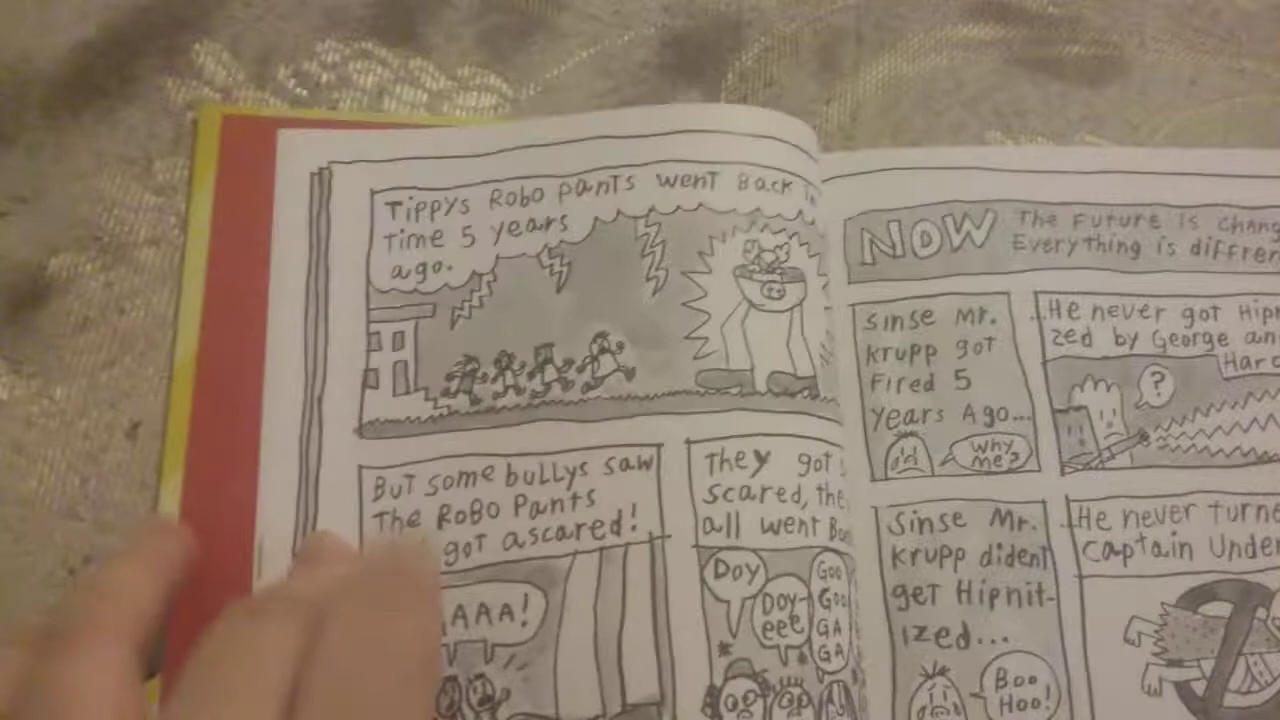 Tippys Robo pants went Back
time 5 years
ago.
But some bullys saw
The RoBo Pants
got ascared!
AAA!
They got
scared, the
all went
Doy
Doy-
eee
Goo
Goo
GA
GA
NOW
The Future is
Everything is
Sinse Mr.
Krupp got
Fired 5
years Ago...
Why
me?
He never got
zed by George
?
Sinse Mr.
Krupp dident
get Hipnit-
ized...
Boo
Hoo!
He never
Captain